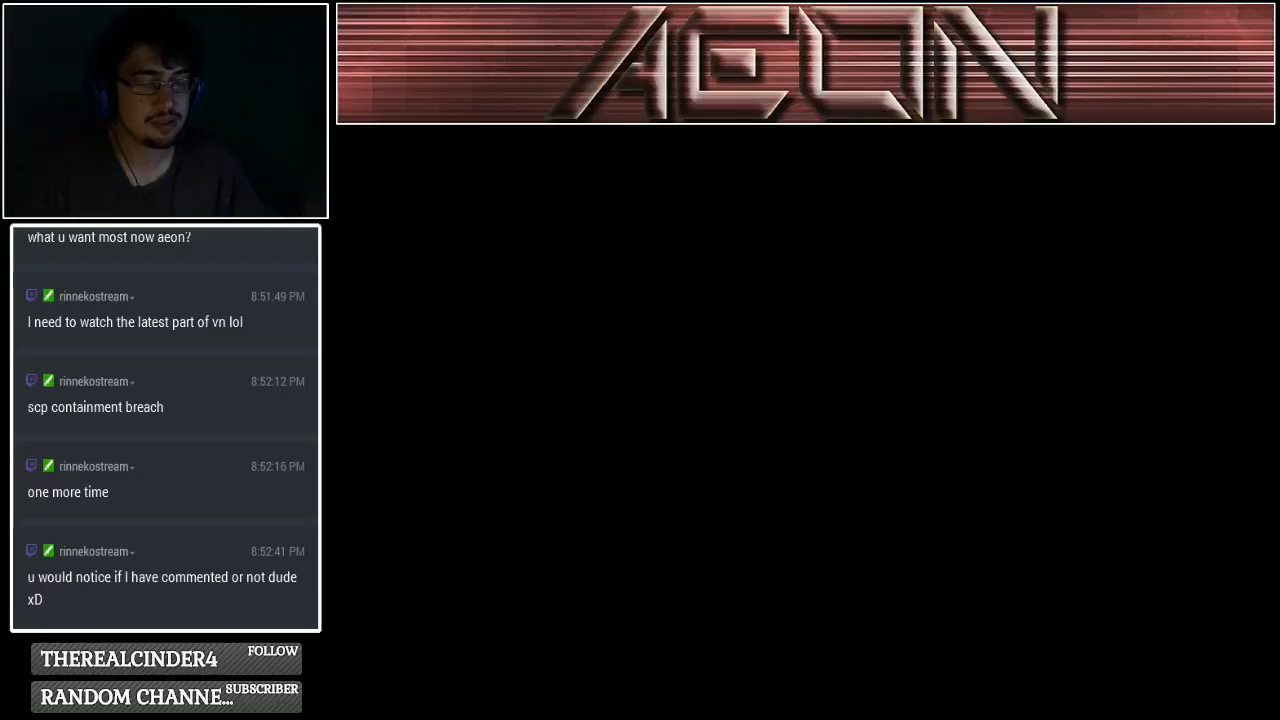 AEON
what u want most now aeon?
rinnekostream 8:51:49 PM
I need to watch the latest part of vn lol
rinnekostream 8:52:12 PM
scp containment breach
rinnekostream 8:52:16 PM
one more time
rinnekostream 8:52:41 PM
u would notice if I have commented or not dude
xD
THEREALCINDER4 FOLLOW
RANDOM CHANNE... SUBSCRIBER